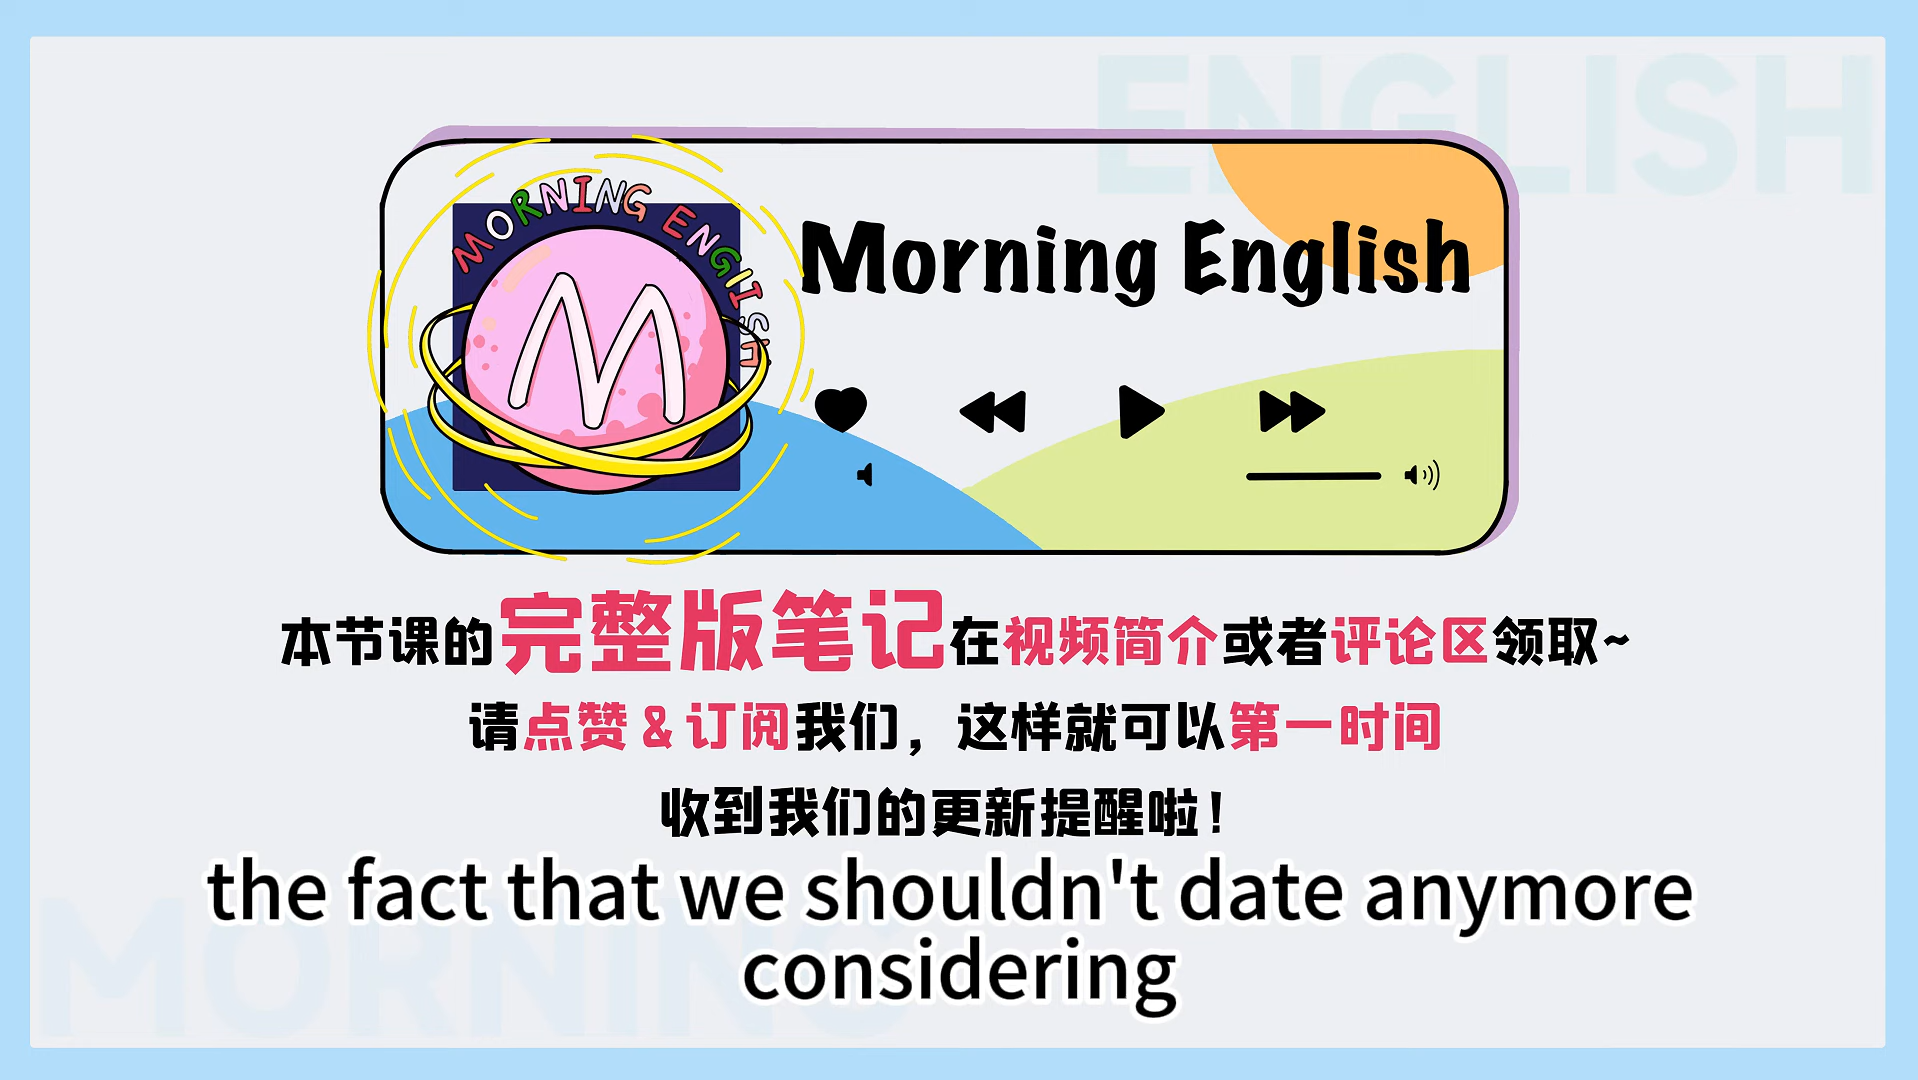 ENGLISH
MORNING ENGLISH
M
Morning English
本节课的完整版笔记在视频简介或者评论区领取~
请点赞&订阅我们，这样就可以第一时间
收到我们的更新提醒啦！
the fact that we shouldn't date anymore
considering
MORNING